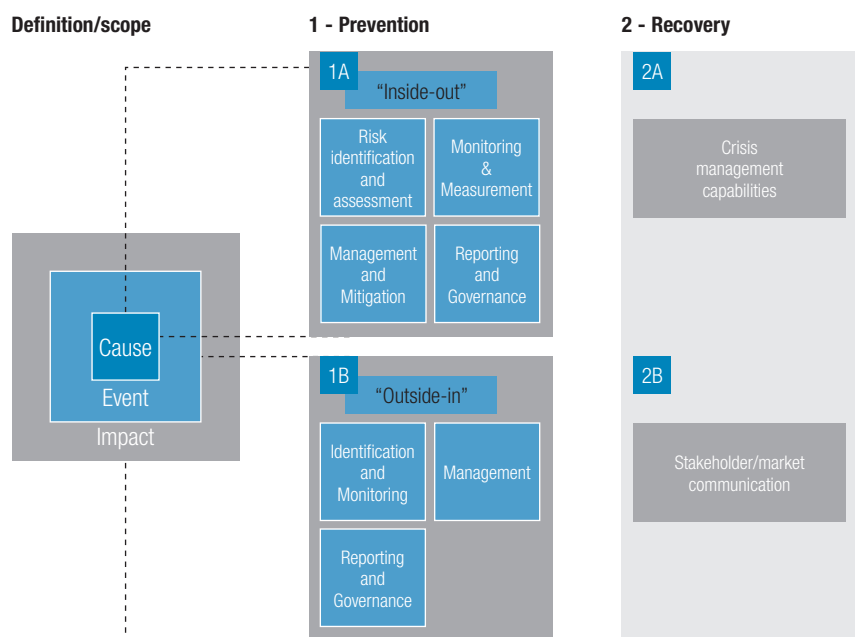 Definition/scope
1 - Prevention
2 - Recovery
Cause
Event
Impact
1A
"Inside-out"
Risk
identification
and
assessment
Monitoring
&
Measurement
Management
and
Mitigation
Reporting
and
Governance
1B
"Outside-in"
Identification
and
Monitoring
Management
Reporting
and
Governance
2A
Crisis
management
capabilities
2B
Stakeholder/market
communication